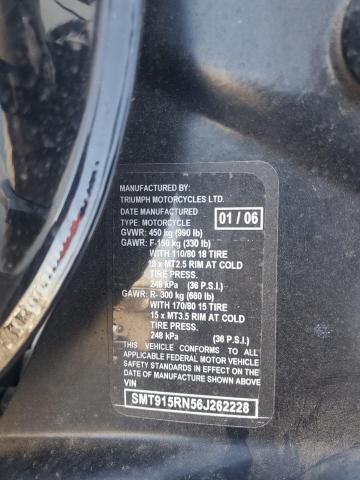 MANUFACTURED BY:
TRIUMPH MOTORCYCLES LTD.
DATE MANUFACTURED 01 / 06
TYPE: MOTORCYCLE
GVWR: 450 kg (990 lb)
GAWR: F-150 kg (330 lb)
WITH 110/80 18 TIRE
18 x MT2.5 RIM AT COLD
TIRE PRESS.
248 kPa (36 P.S.I.)
GAWR: R- 300 kg (660 lb)
WITH 170/80 15 TIRE
15 x MT3.5 RIM AT COLD
TIRE PRESS.
248 kPa (36 P.S.I.)
THIS VEHICLE CONFORMS TO ALL
APPLICABLE FEDERAL MOTOR VEHICLE
SAFETY STANDARDS IN EFFECT ON THE
DATE OF MANUFACTURE SHOWN ABOVE
VIN
SMT915RN56J262228